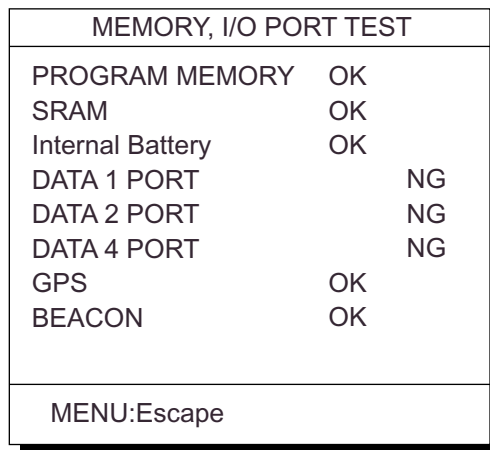 MEMORY, I/O PORT TEST
PROGRAM MEMORY OK
SRAM OK
Internal Battery OK
DATA 1 PORT NG
DATA 2 PORT NG
DATA 4 PORT NG
GPS OK
BEACON OK
MENU:Escape